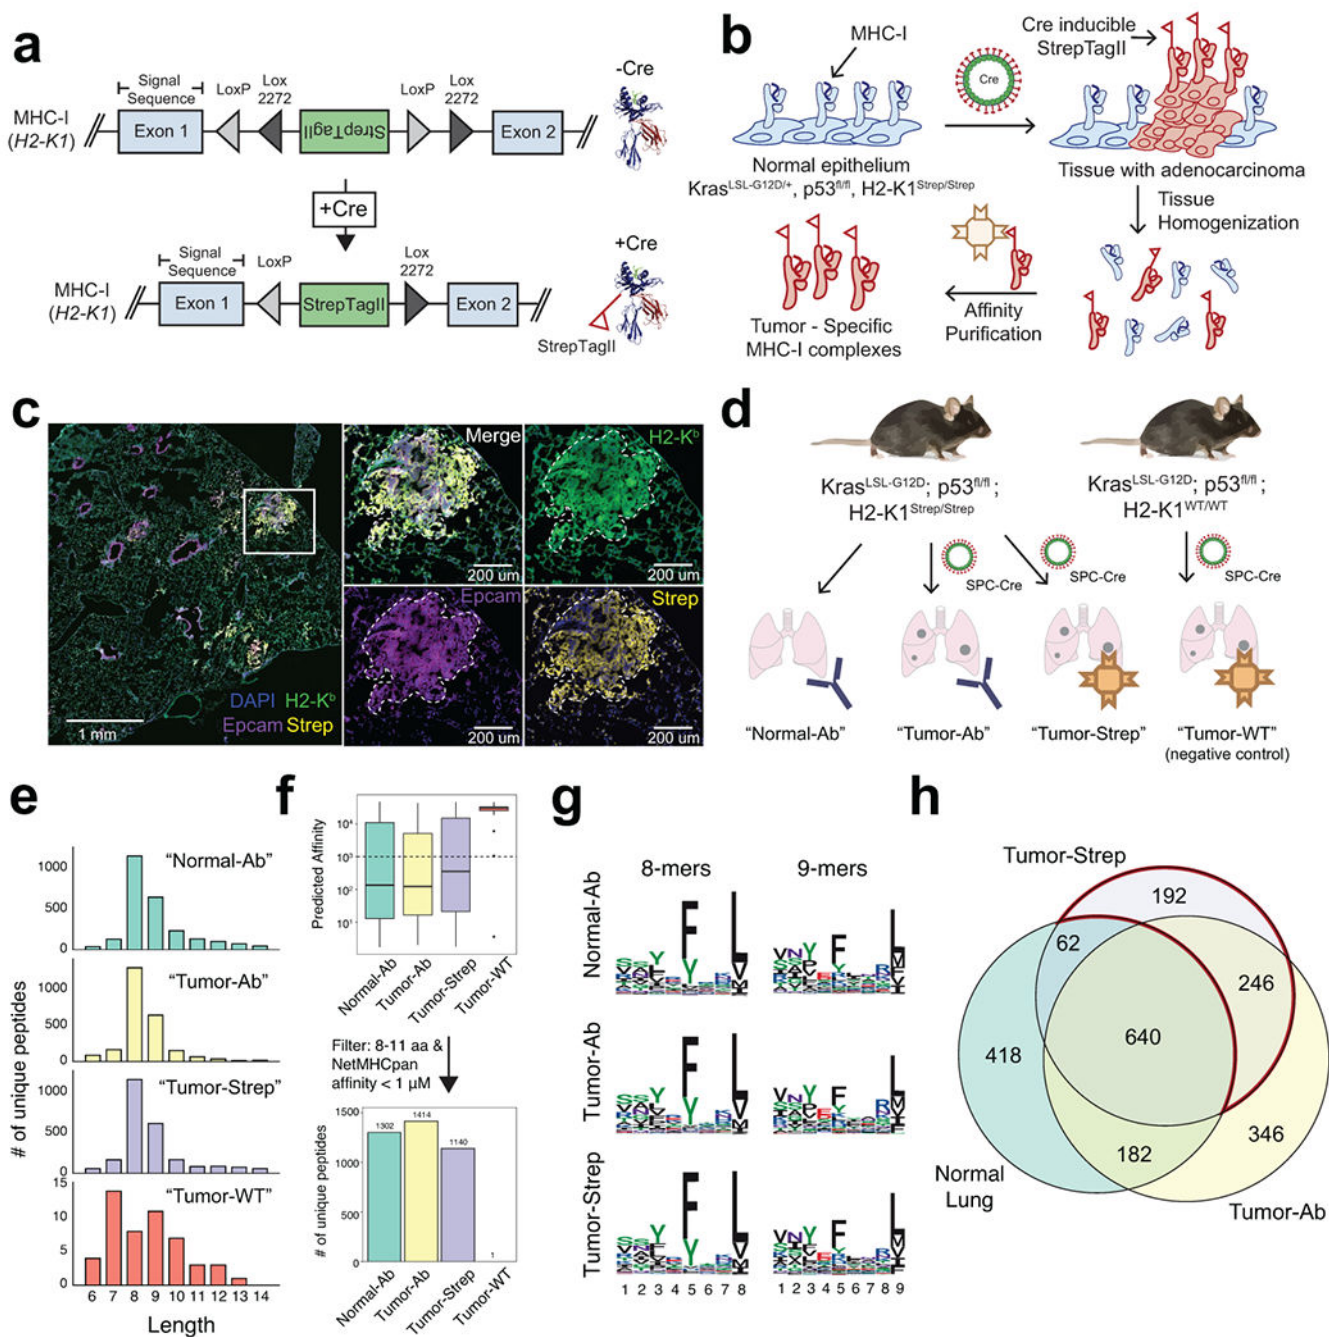 a
Signal
Sequence
LoxP
Lox
2272
LoxP
Lox
2272
MHC-I
(H2-K1)
Exon 1
StrepTagII
Exon 2
-Cre
+Cre
Signal
Sequence
LoxP
Lox
2272
MHC-I
(H2-K1)
Exon 1
StrepTagII
Exon 2
+Cre
StrepTagII
b
MHC-I
Cre
Cre inducible
StrepTagII
Normal epithelium
Kras^LSL-G12D/+, p53^fl/fl, H2-K1^Strep/Strep
Tissue with adenocarcinoma
Tissue
Homogenization
Affinity
Purification
Tumor - Specific
MHC-I complexes
c
DAPI H2-K^b
Epcam Strep
1 mm
Merge
200 um
H2-K^b
200 um
Epcam
200 um
Strep
200 um
d
Kras^LSL-G12D; p53^fl/fl;
H2-K1^Strep/Strep
Kras^LSL-G12D; p53^fl/fl;
H2-K1^WT/WT
SPC-Cre
SPC-Cre
SPC-Cre
“Normal-Ab”
“Tumor-Ab”
“Tumor-Strep”
“Tumor-WT”
(negative control)
e
# of unique peptides
“Normal-Ab”
1000
500
0
“Tumor-Ab”
1000
500
0
“Tumor-Strep”
1000
500
0
“Tumor-WT”
15
10
5
0
6 7 8 9 10 11 12 13 14
Length
f
Predicted Affinity
10^4
10^3
10^2
10^1
Normal-Ab
Tumor-Ab
Tumor-Strep
Tumor-WT
Filter: 8-11 aa &
NetMHCpan
affinity < 1 µM
# of unique peptides
1500
1000
500
0
1302
1414
1140
1
Normal-Ab
Tumor-Ab
Tumor-Strep
Tumor-WT
g
8-mers
9-mers
Normal-Ab
Tumor-Ab
Tumor-Strep
1 2 3 4 5 6 7 8
1 2 3 4 5 6 7 8 9
h
Tumor-Strep
192
62
246
640
418
182
346
Normal
Lung
Tumor-Ab